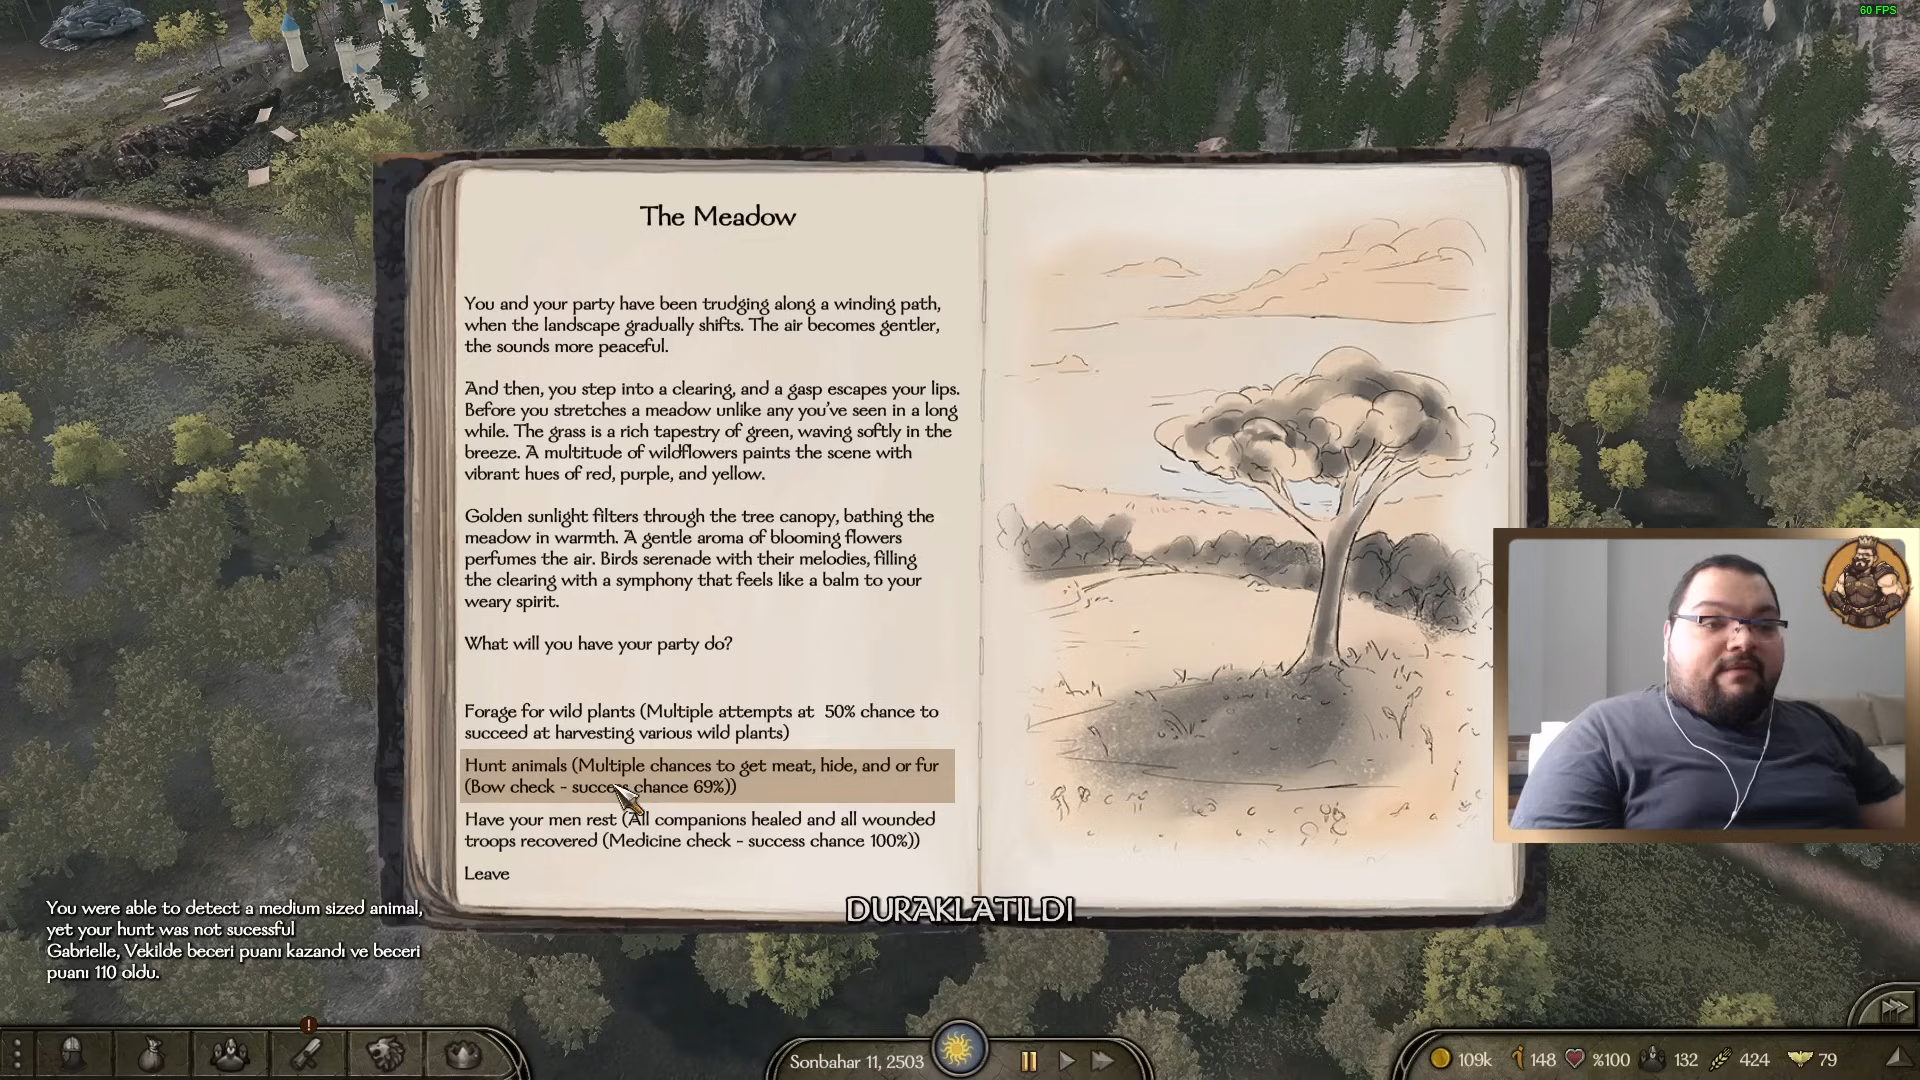 60 FPS
The Meadow
You and your party have been trudging along a winding path,
when the landscape gradually shifts. The air becomes gentler,
the sounds more peaceful.
And then, you step into a clearing, and a gasp escapes your lips.
Before you stretches a meadow unlike any you've seen in a long
while. The grass is a rich tapestry of green, waving softly in the
breeze. A multitude of wildflowers paints the scene with
vibrant hues of red, purple, and yellow.
Golden sunlight filters through the tree canopy, bathing the
meadow in warmth. A gentle aroma of blooming flowers
perfumes the air. Birds serenade with their melodies, filling
the clearing with a symphony that feels like a balm to your
weary spirit.
What will you have your party do?
Forage for wild plants (Multiple attempts at 50% chance to
succeed at harvesting various wild plants)
Hunt animals (Multiple chances to get meat, hide, and or fur
(Bow check - success chance 69%))
Have your men rest (All companions healed and all wounded
troops recovered (Medicine check - success chance 100%))
Leave
DURAKLATILDI
You were able to detect a medium sized animal,
yet your hunt was not sucessful
Gabrielle, Vekilde beceri puanı kazandı ve beceri
puanı 110 oldu.
Sonbahar 11, 2503
109k 148 %100 132 424 79